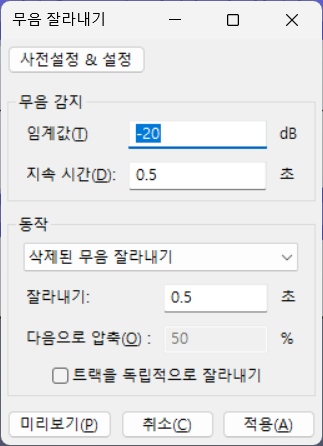 무음 잘라내기
사전설정 & 설정
무음 감지
임계값(T) -20 dB
지속 시간(D): 0.5 초
동작
삭제된 무음 잘라내기
잘라내기: 0.5 초
다음으로 압축(O) : 50 %
트랙을 독립적으로 잘라내기
미리보기(P) 취소(C) 적용(A)